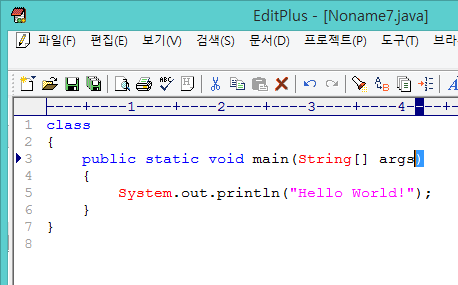 EditPlus - [Noname7.java]
파일(F) 편집(E) 보기(V) 검색(S) 문서(D) 프로젝트(P) 도구(T) 브라
----+----1----+----2----+----3----+----4----+--
1 class
2 {
3     public static void main(String[] args)
4     {
5         System.out.println("Hello World!");
6     }
7 }
8